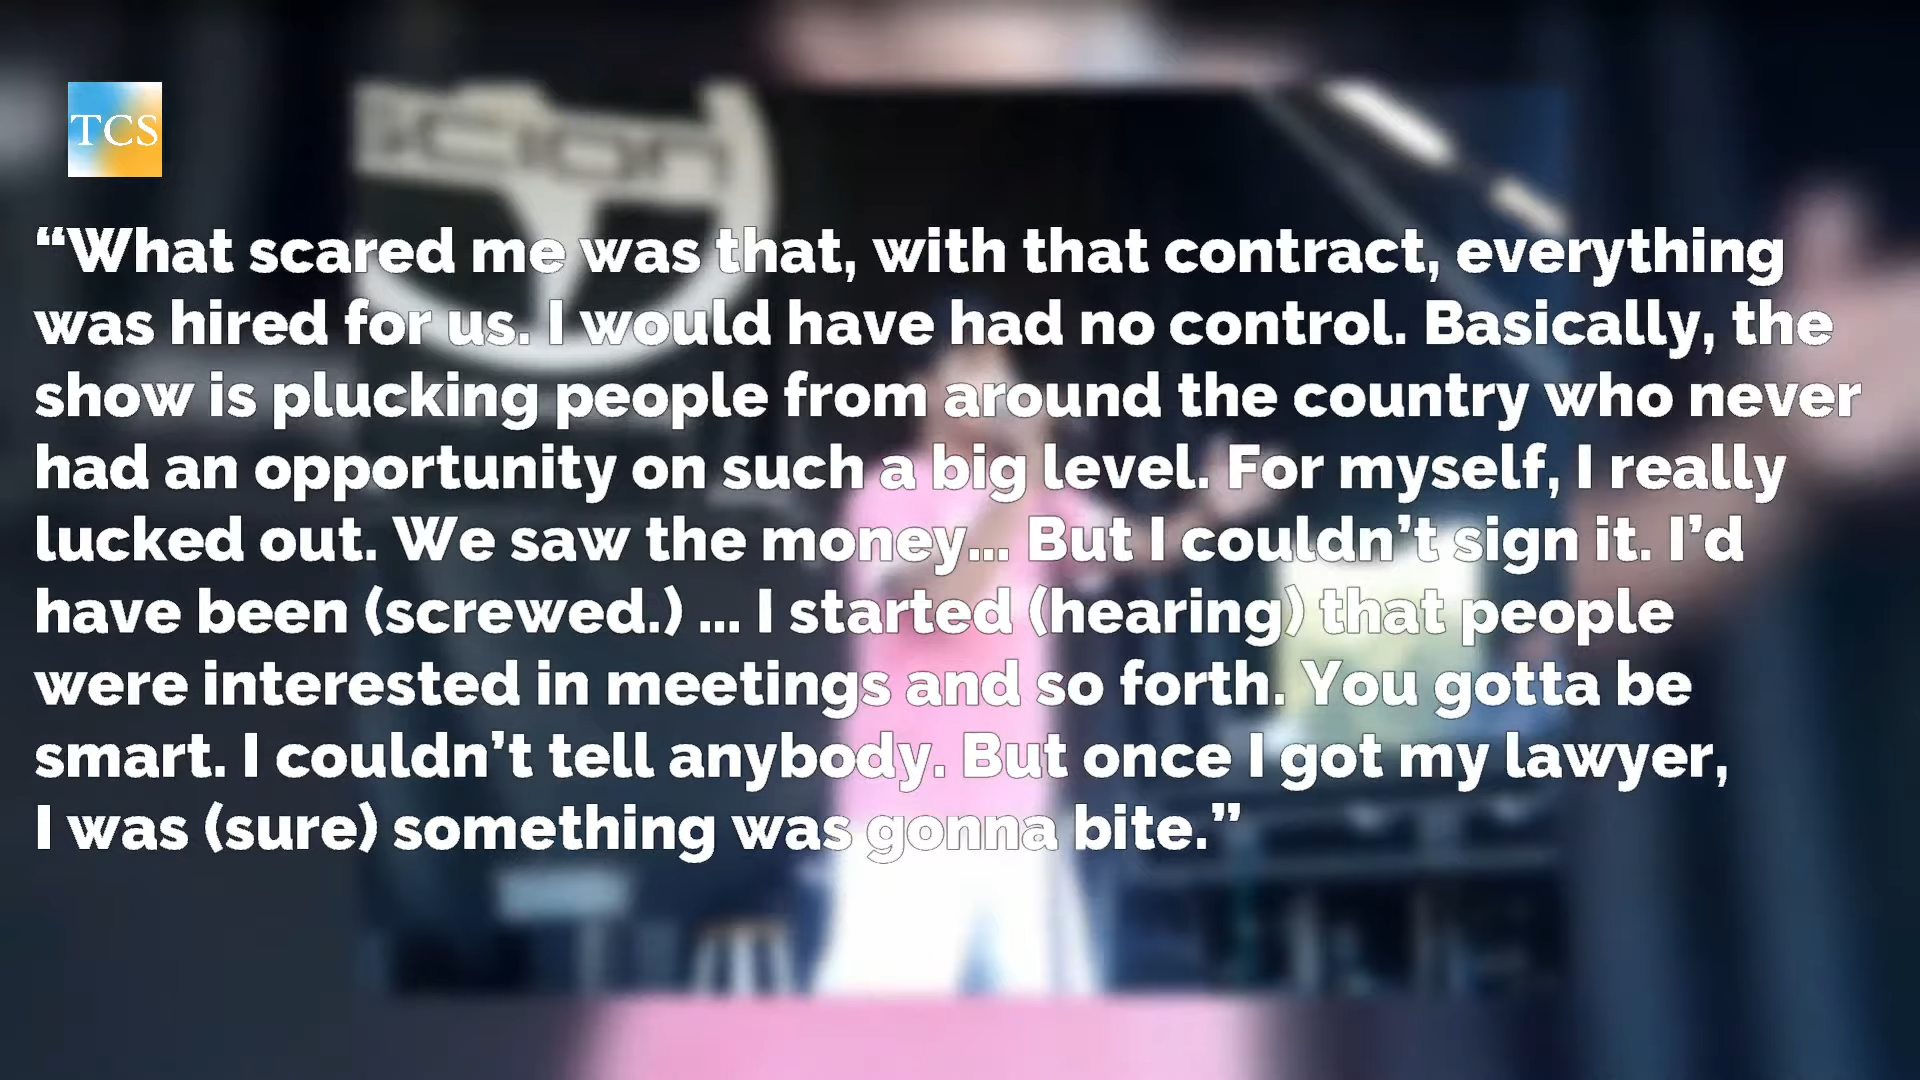 TCS
SCION
“What scared me was that, with that contract, everything
was hired for us. I would have had no control. Basically, the
show is plucking people from around the country who never
had an opportunity on such a big level. For myself, I really
lucked out. We saw the money... But I couldn’t sign it. I’d
have been (screwed.) ... I started (hearing) that people
were interested in meetings and so forth. You gotta be
smart. I couldn’t tell anybody. But once I got my lawyer,
I was (sure) something was gonna bite.”